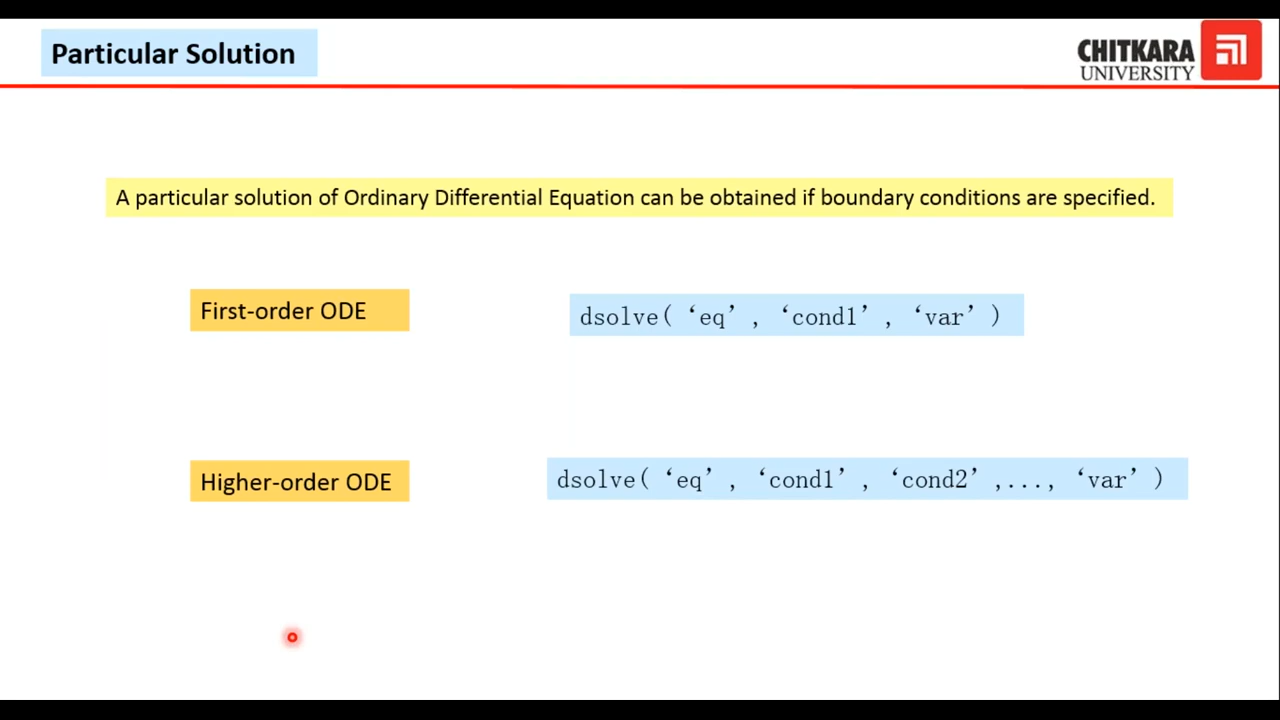 Particular Solution
CHITKARA
UNIVERSITY
A particular solution of Ordinary Differential Equation can be obtained if boundary conditions are specified.
First-order ODE
dsolve(‘eq’, ‘cond1’, ‘var’)
Higher-order ODE
dsolve(‘eq’, ‘cond1’, ‘cond2’,..., ‘var’)